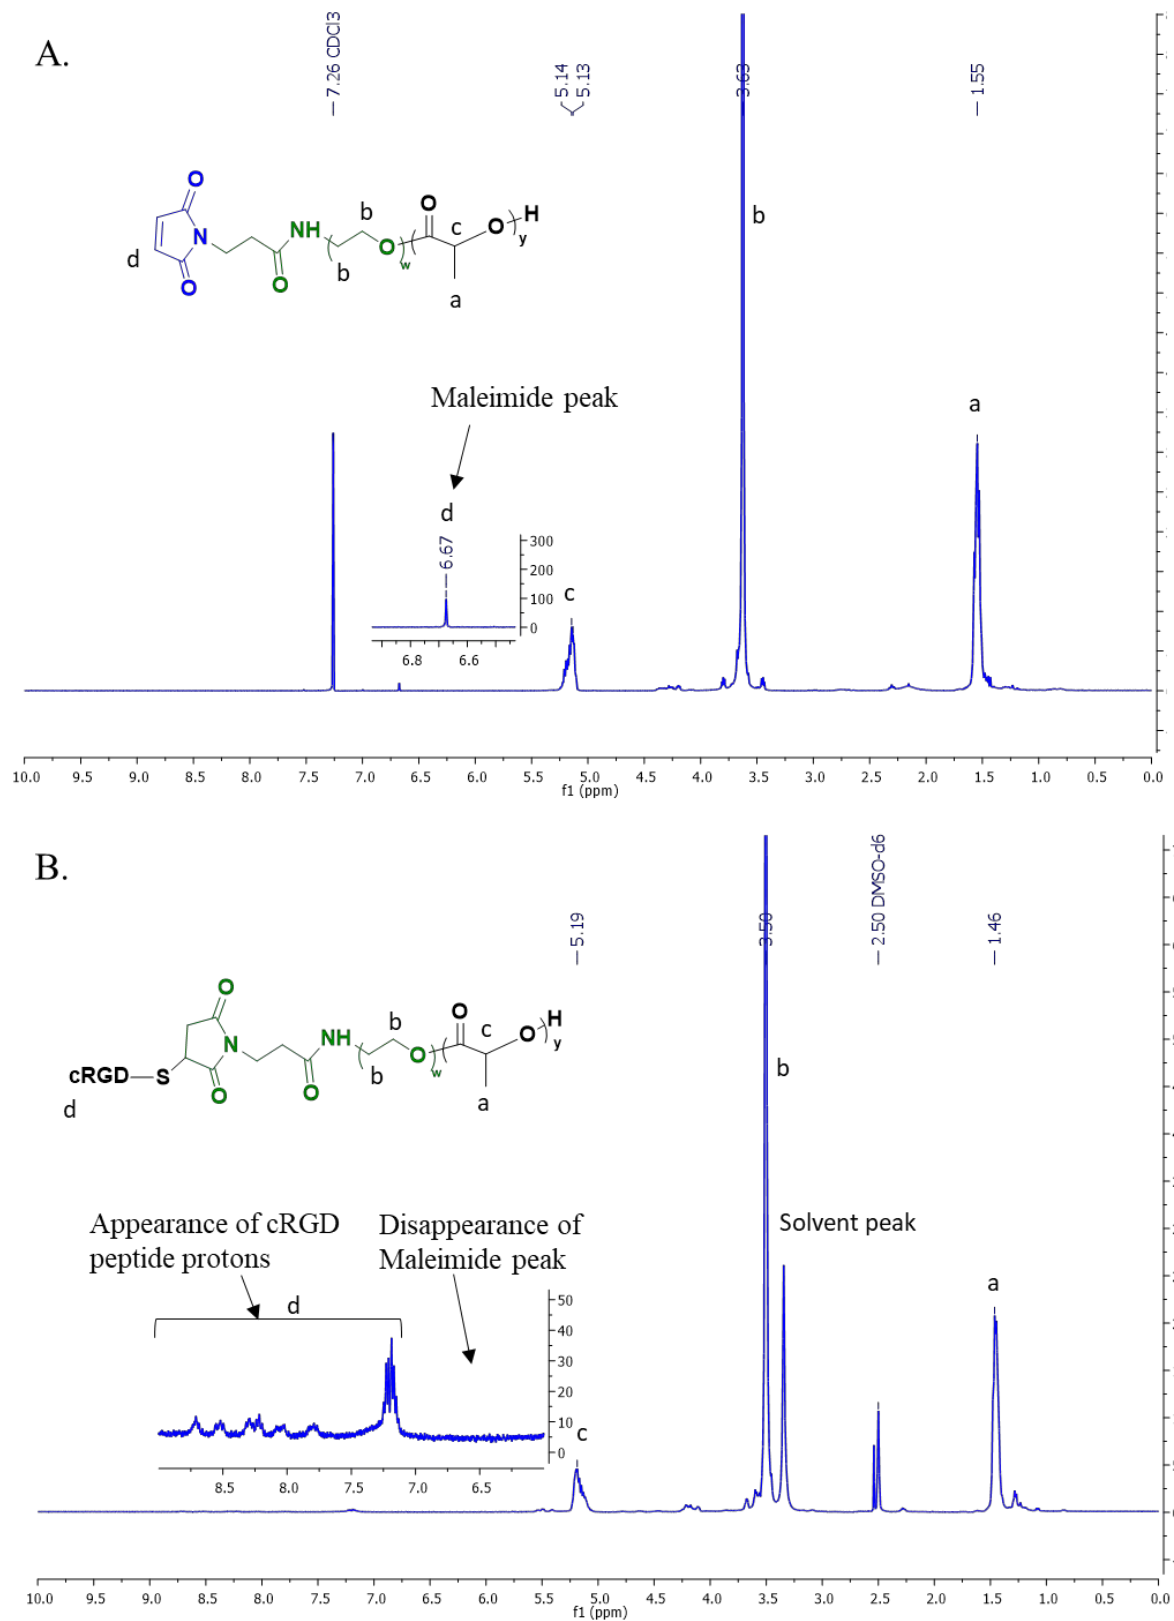 A.
7.26 CDCl3
5.14
5.13
3.63
1.55
O
N
O
d
NH
O
b
b
O
w
O
c
a
O
H
y
b
a
Maleimide peak
d
6.67
300
200
100
0
6.8 6.6
c
10.0 9.5 9.0 8.5 8.0 7.5 7.0 6.5 6.0 5.5 5.0 4.5 4.0 3.5 3.0 2.5 2.0 1.5 1.0 0.5 0.0
f1 (ppm)
B.
5.19
3.50
2.50 DMSO-d6
1.46
O
N
O
cRGD
S
d
NH
O
b
b
O
w
O
c
a
O
H
y
b
Solvent peak
a
Appearance of cRGD
peptide protons
Disappearance of
Maleimide peak
d
50
40
30
20
10
0
8.5 8.0 7.5 7.0 6.5
c
10.0 9.5 9.0 8.5 8.0 7.5 7.0 6.5 6.0 5.5 5.0 4.5 4.0 3.5 3.0 2.5 2.0 1.5 1.0 0.5 0.0
f1 (ppm)